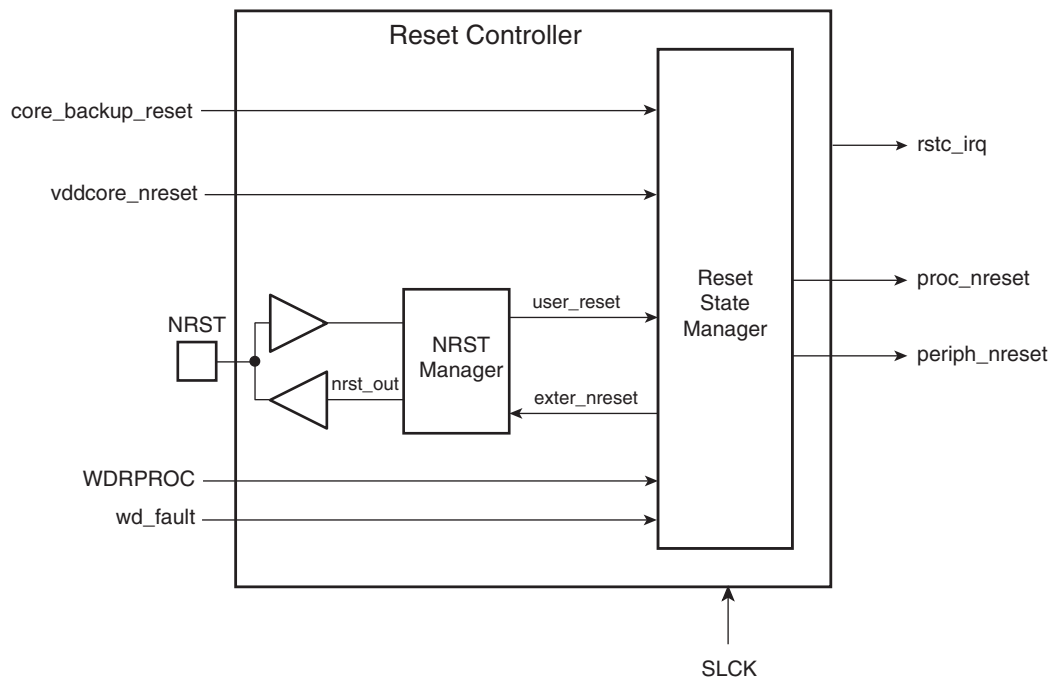 Reset Controller
core_backup_reset
rstc_irq
vddcore_nreset
Reset
State
Manager
proc_nreset
NRST
user_reset
NRST
Manager
periph_nreset
nrst_out
exter_nreset
WDRPROC
wd_fault
SLCK